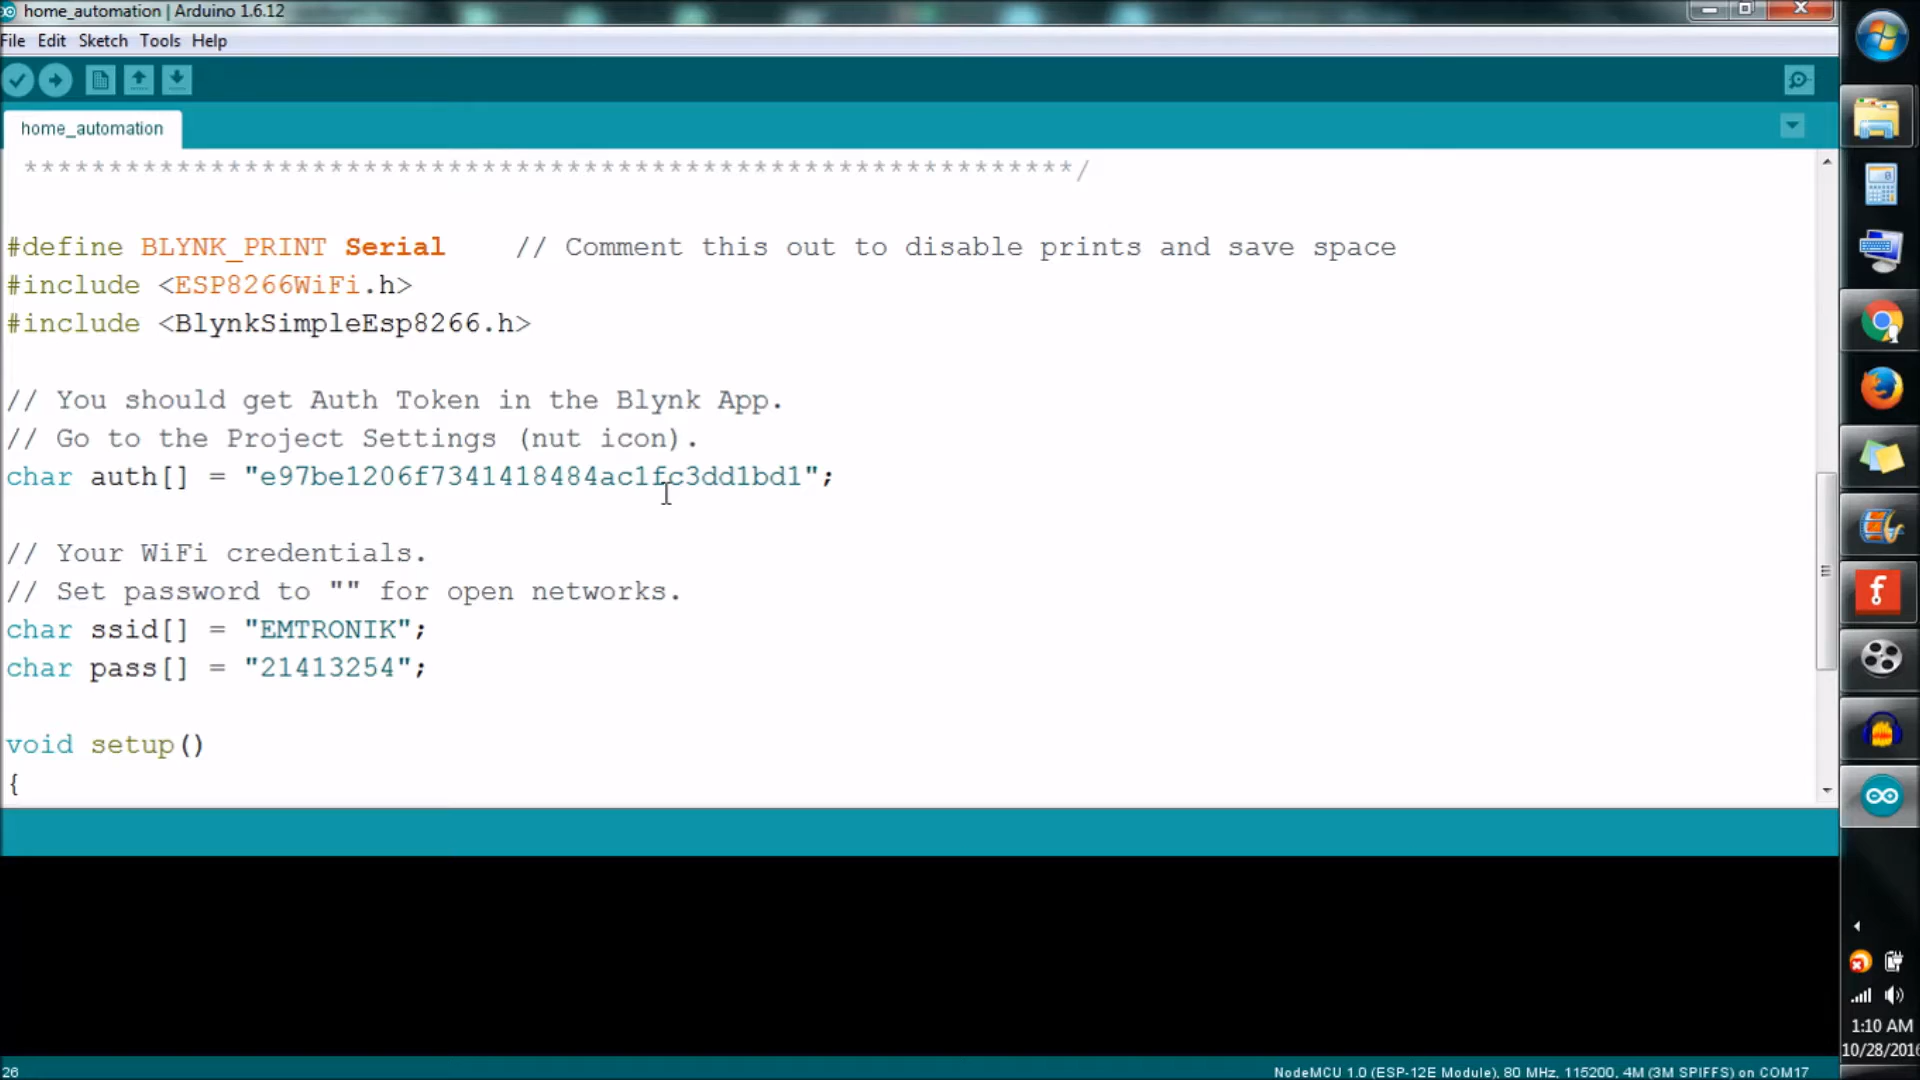 home_automation | Arduino 1.6.12
File Edit Sketch Tools Help
home_automation
***************************************************************/
#define BLYNK_PRINT Serial    // Comment this out to disable prints and save space
#include <ESP8266WiFi.h>
#include <BlynkSimpleEsp8266.h>
// You should get Auth Token in the Blynk App.
// Go to the Project Settings (nut icon).
char auth[] = "e97be1206f7341418484ac1fc3dd1bd1";
// Your WiFi credentials.
// Set password to "" for open networks.
char ssid[] = "EMTRONIK";
char pass[] = "21413254";
void setup()
{
26
NodeMCU 1.0 (ESP-12E Module), 80 MHz, 115200, 4M (3M SPIFFS) on COM17
1:10 AM
10/28/2016